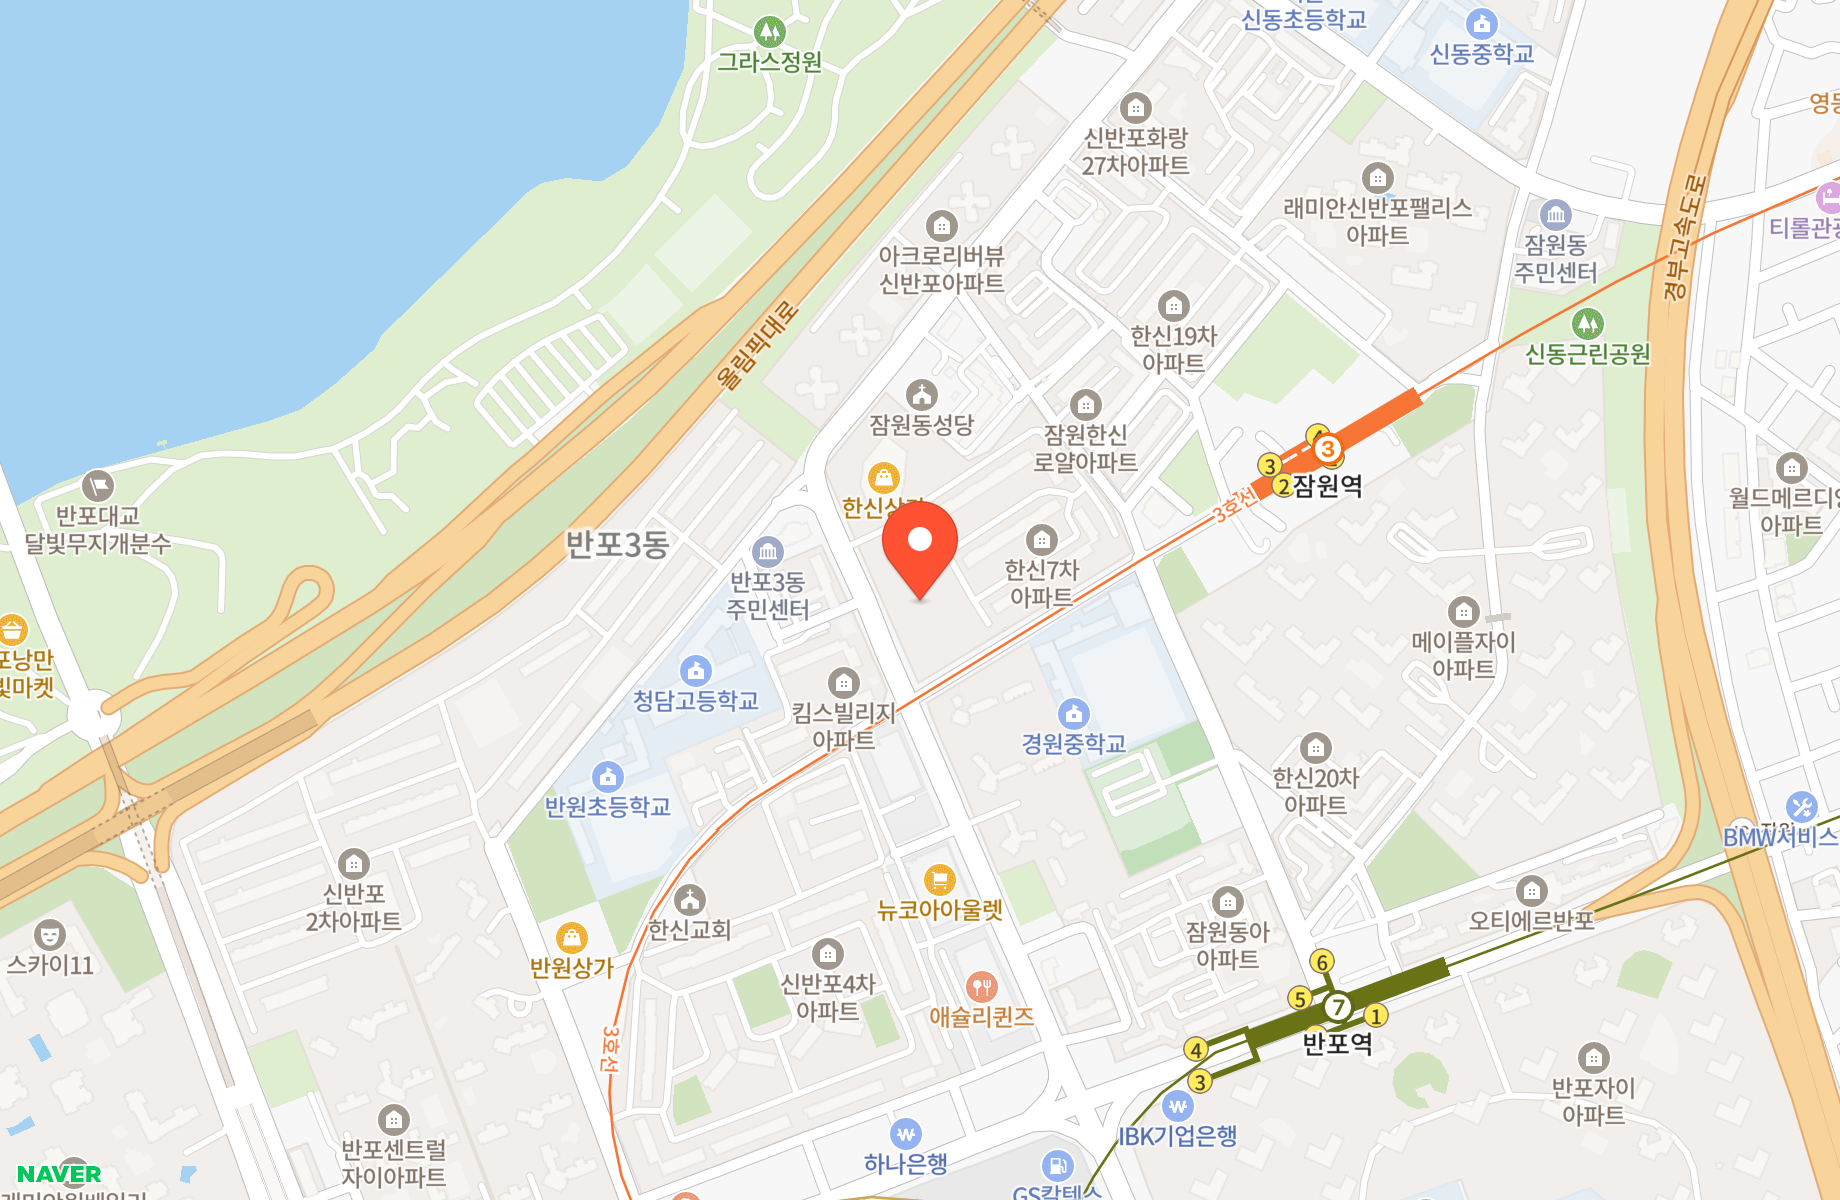 그라스정원
신동초등학교
신동중학교
신반포화랑
27차아파트
래미안신반포팰리스
아파트
잠원동
주민센터
경부고속도로
아크로리버뷰
신반포아파트
한신19차
아파트
신동근린공원
올림픽대로
잠원동성당
잠원한신
로얄아파트
3
3
2
잠원역
3호선
한신상가
반포대교
달빛무지개분수
반포3동
반포3동
주민센터
한신7차
아파트
메이플자이
아파트
청담고등학교
킴스빌리지
아파트
경원중학교
한신20차
아파트
반원초등학교
BMW서비스
신반포
2차아파트
한신교회
뉴코아아울렛
잠원동아
아파트
오티에르반포
스카이11
반원상가
신반포4차
아파트
애슐리퀸즈
6
5
7
1
반포역
4
3
3호선
반포자이
아파트
IBK기업은행
하나은행
반포센트럴
자이아파트
GS칼텍스
NAVER